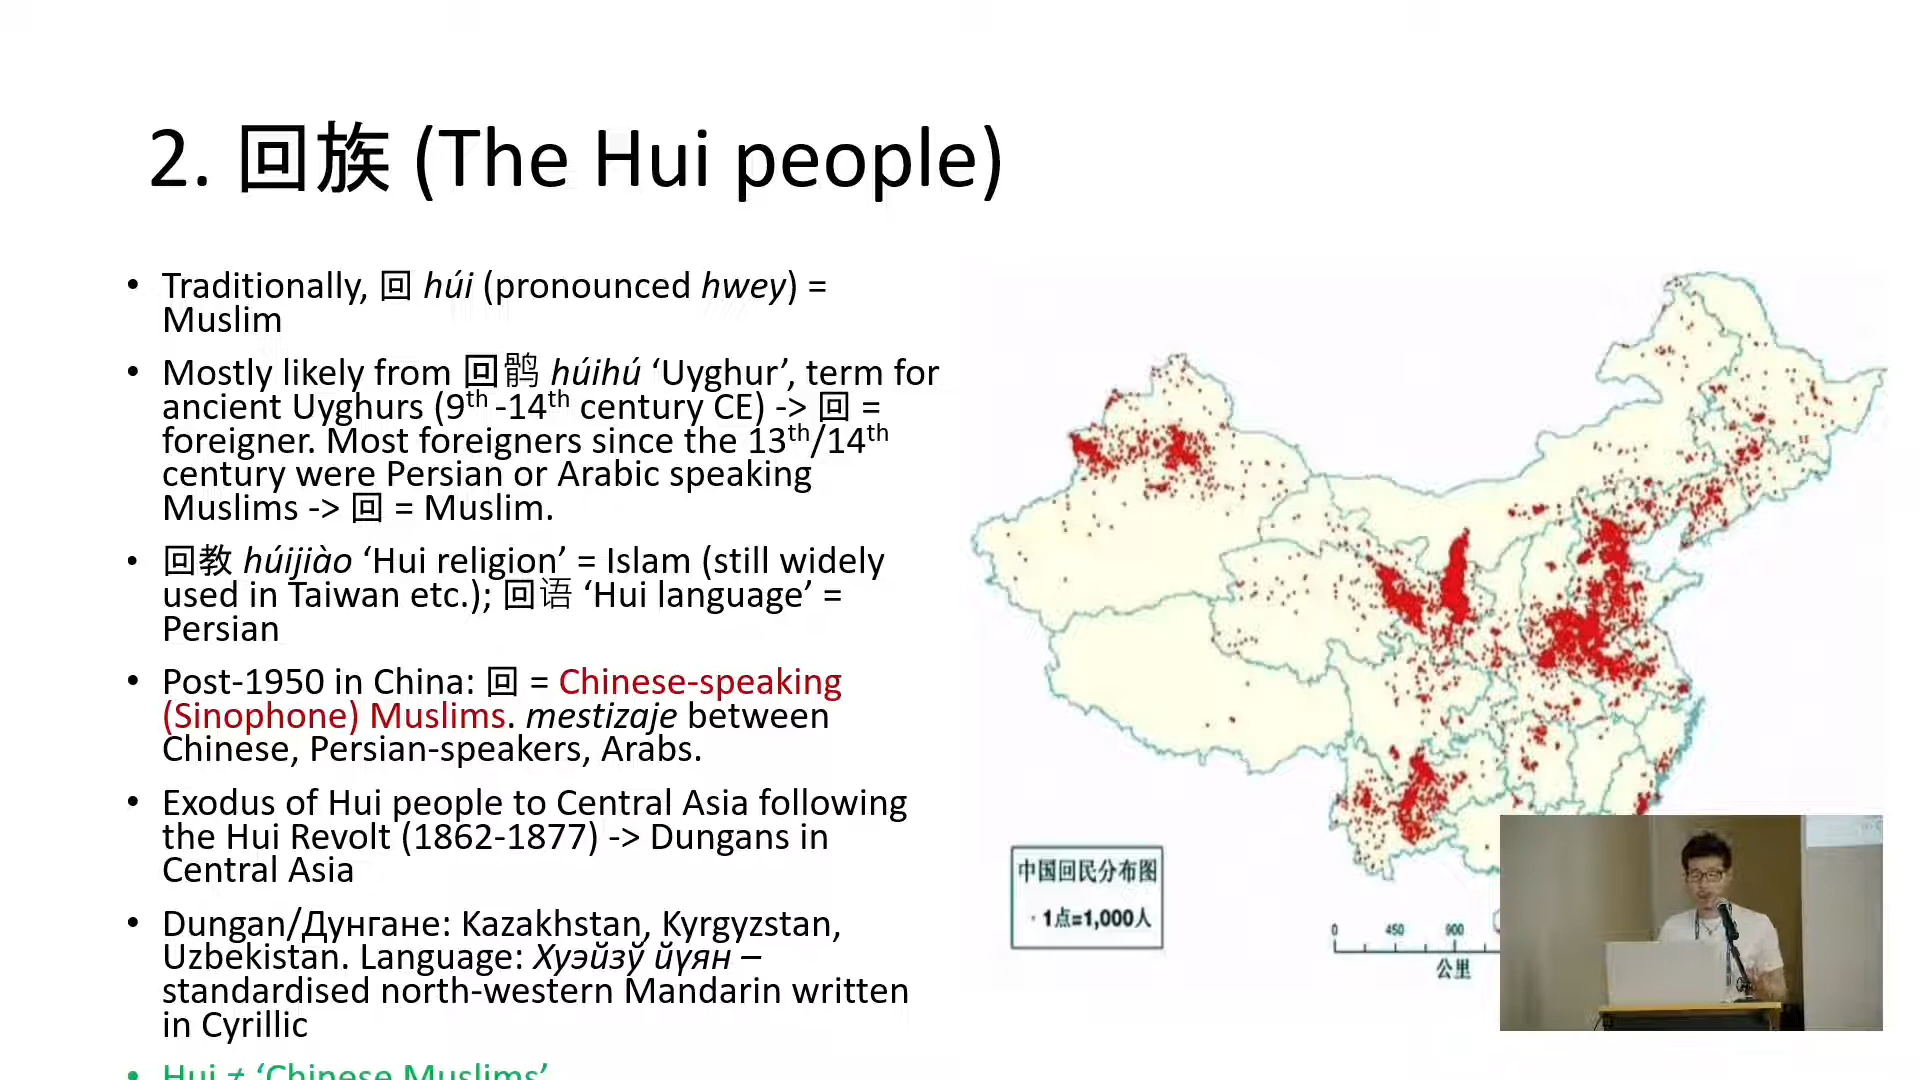 2. 回族 (The Hui people)
• Traditionally, 回 húi (pronounced hwey) =
Muslim
• Mostly likely from 回鹘 húihú ‘Uyghur’, term for
ancient Uyghurs (9th -14th century CE) -> 回 =
foreigner. Most foreigners since the 13th/14th
century were Persian or Arabic speaking
Muslims -> 回 = Muslim.
• 回教 húijiào ‘Hui religion’ = Islam (still widely
used in Taiwan etc.); 回语 ‘Hui language’ =
Persian
• Post-1950 in China: 回 = Chinese-speaking
(Sinophone) Muslims. mestizaje between
Chinese, Persian-speakers, Arabs.
• Exodus of Hui people to Central Asia following
the Hui Revolt (1862-1877) -> Dungans in
Central Asia
• Dungan/Дунгане: Kazakhstan, Kyrgyzstan,
Uzbekistan. Language: Хуэйзў йүян –
standardised north-western Mandarin written
in Cyrillic
• Hui ≠ ‘Chinese Muslims’
中国回民分布图
· 1点=1,000人
0 450 900
公里